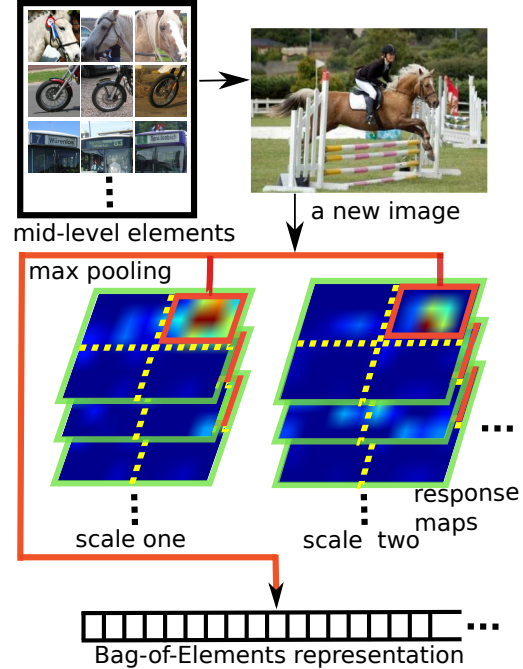 mid-level elements
a new image
max pooling
response
maps
scale one
scale two
Bag-of-Elements representation